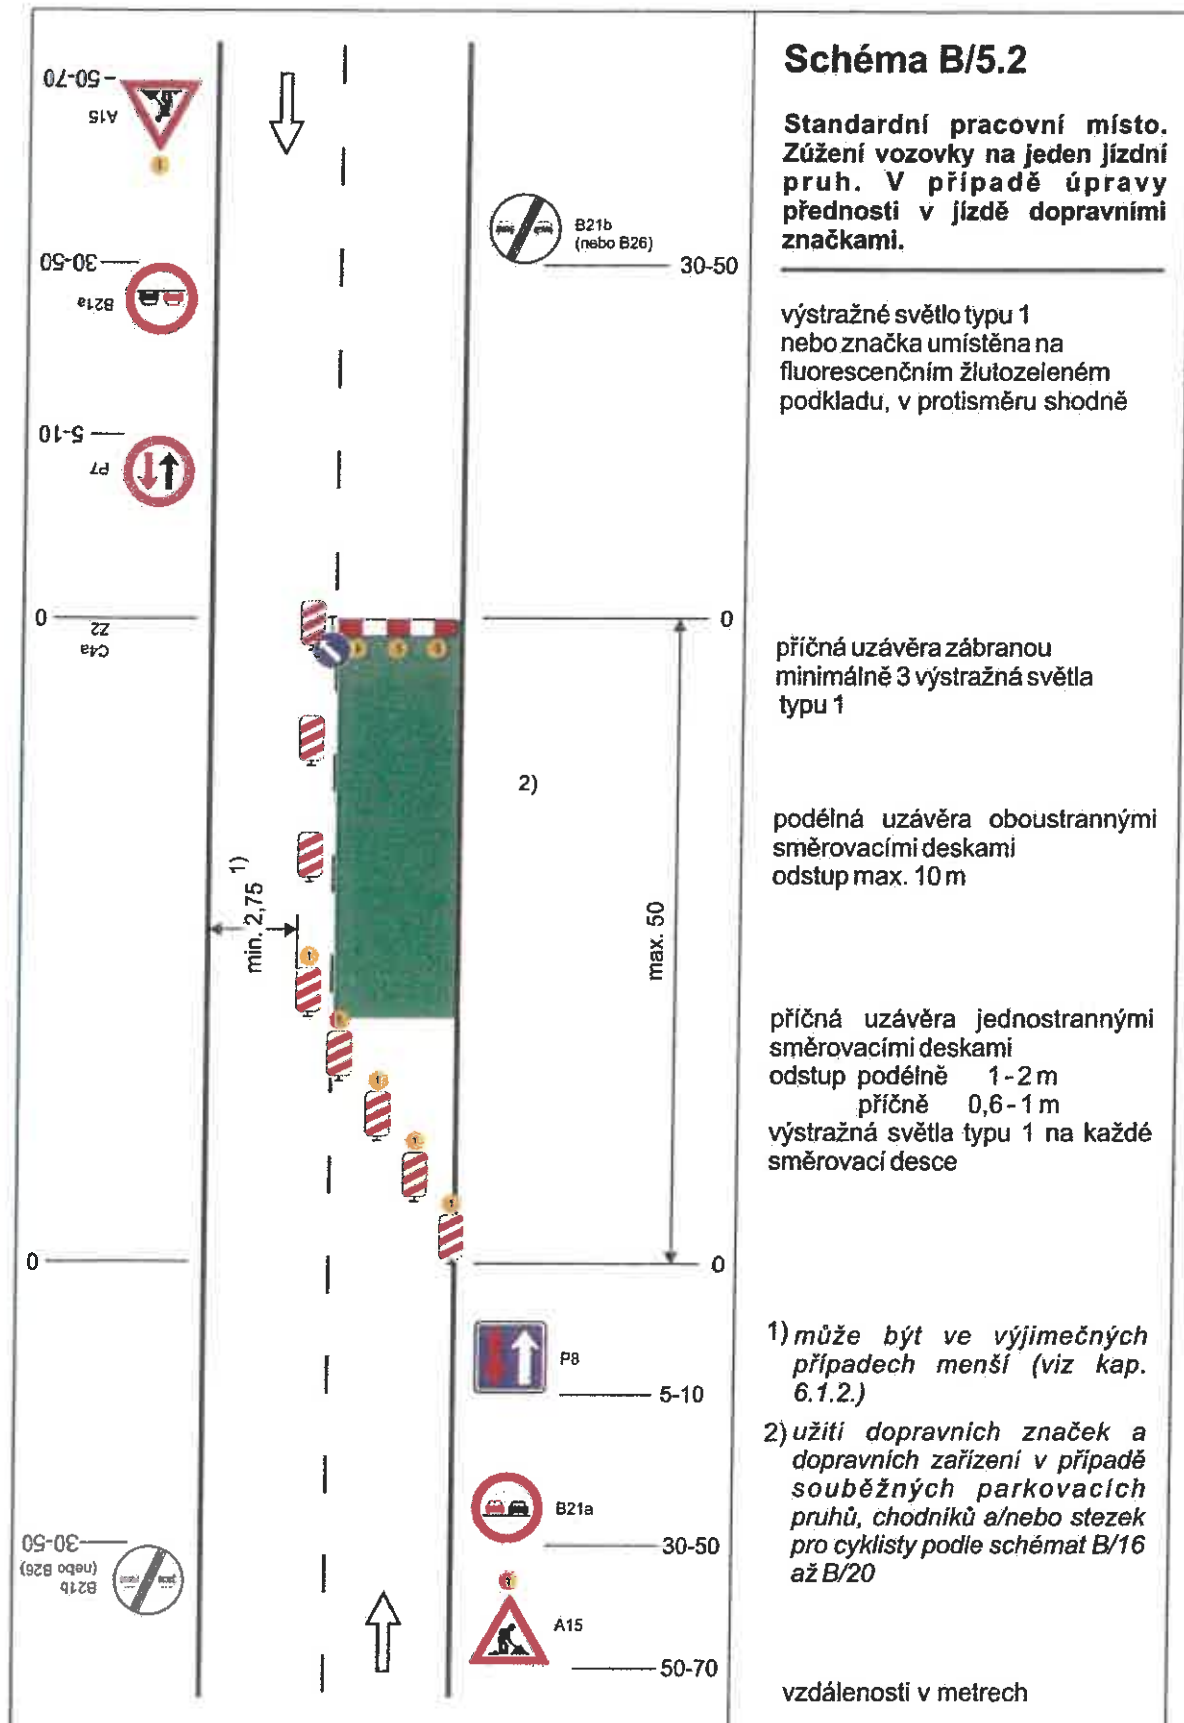 Schéma B/5.2
Standardní pracovní místo.
Zúžení vozovky na jeden jízdní
pruh. V případě úpravy
přednosti v jízdě dopravními
značkami.
výstražné světlo typu 1
nebo značka umístěna na
fluorescenčním žlutozeleném
podkladu, v protisměru shodně
příčná uzávěra zábranou
minimálně 3 výstražná světla
typu 1
podélná uzávěra oboustrannými
směrovacími deskami
odstup max. 10 m
příčná uzávěra jednostrannými
směrovacími deskami
odstup podélně 1-2 m
příčně 0,6-1 m
výstražná světla typu 1 na každé
směrovací desce
1) může být ve výjimečných
případech menší (viz kap.
6.1.2.)
2) užití dopravních značek a
dopravních zařízení v případě
souběžných parkovacích
pruhů, chodníků a/nebo stezek
pro cyklisty podle schémat B/16
až B/20
vzdálenosti v metrech
50-70
A15
1
30-50
B21a
5-10
P7
0
Z2
C4a
B21b
(nebo B26)
30-50
0
2)
max. 50
min. 2,75 1)
1
1
1
1
0
0
P8
5-10
B21a
30-50
1
A15
50-70
30-50
B21b
(nebo B26)